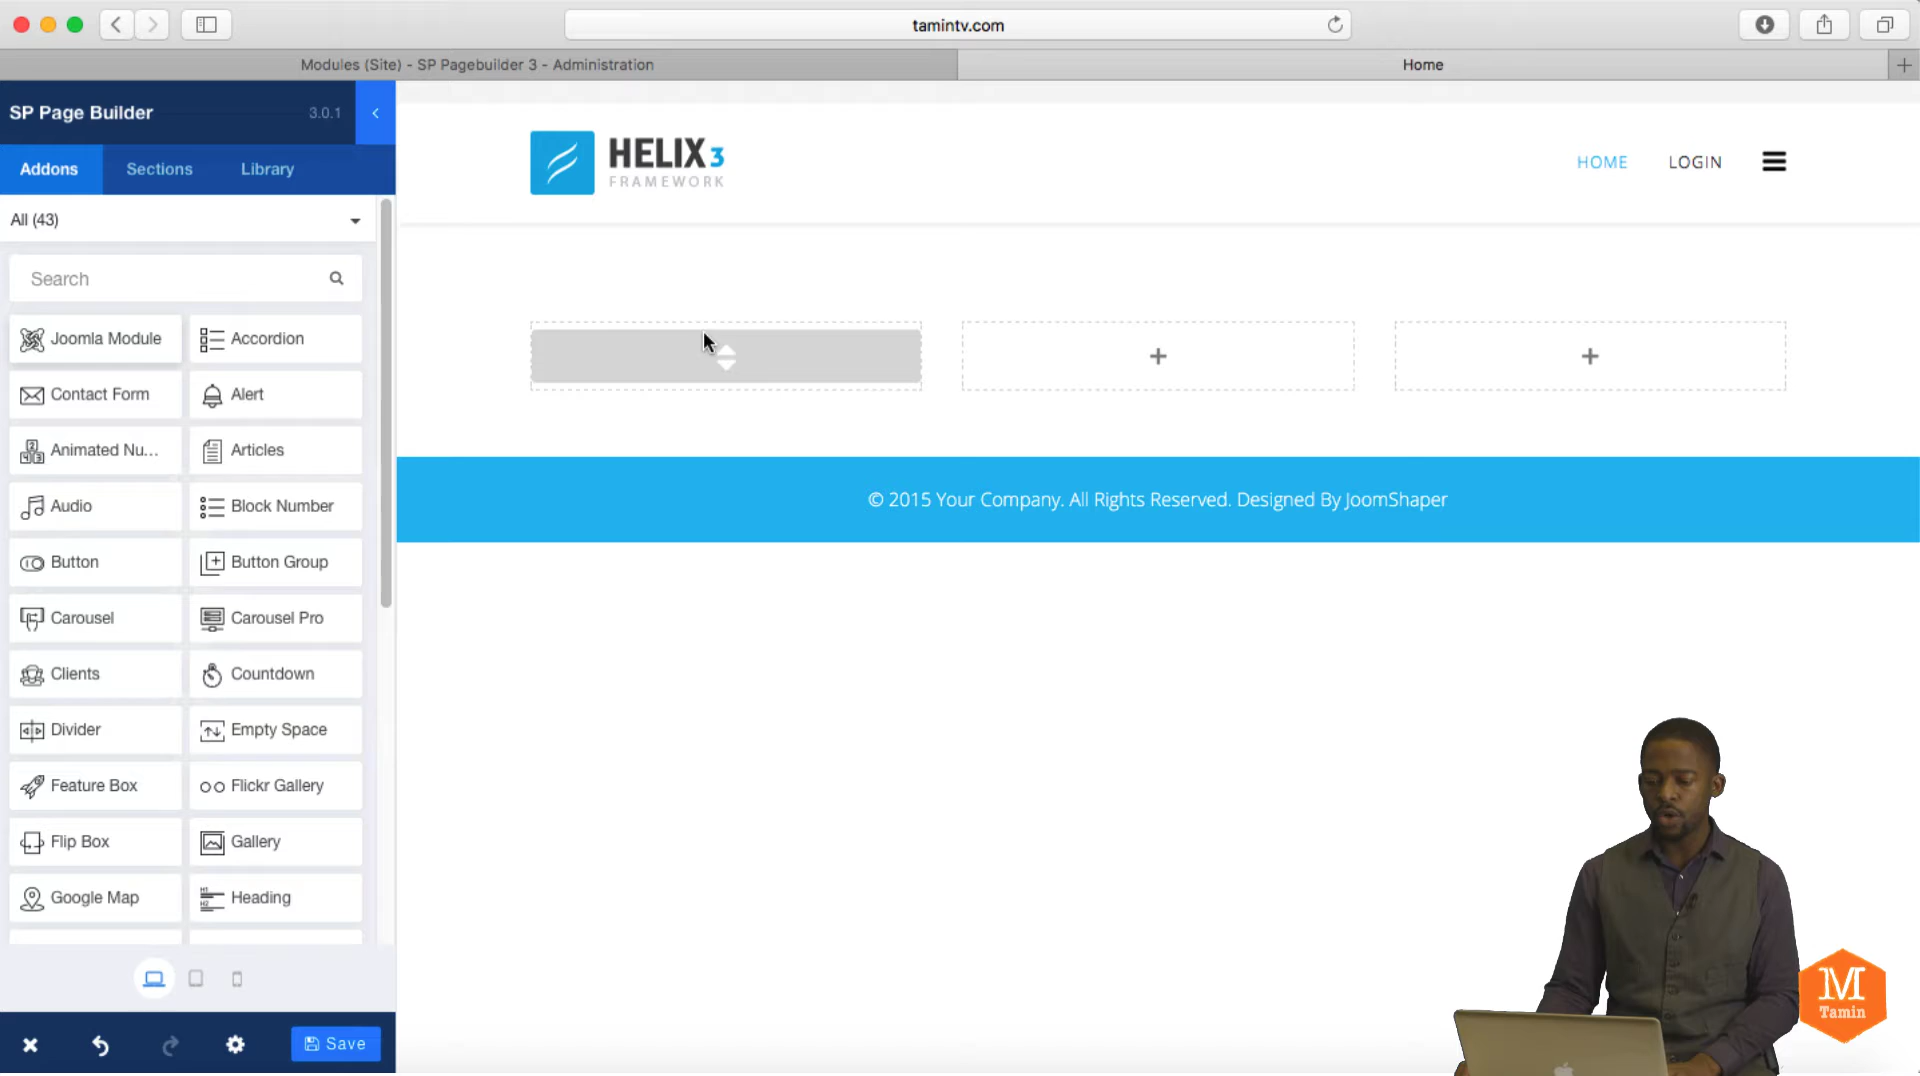 tamintv.com
Modules (Site) - SP Pagebuilder 3 - Administration
Home
SP Page Builder
3.0.1
Addons
Sections
Library
All (43)
Search
Joomla Module
Accordion
Contact Form
Alert
Animated Nu...
Articles
Audio
Block Number
Button
Button Group
Carousel
Carousel Pro
Clients
Countdown
Divider
Empty Space
Feature Box
Flickr Gallery
Flip Box
Gallery
Google Map
Heading
Save
HELIX3
FRAMEWORK
HOME
LOGIN
© 2015 Your Company. All Rights Reserved. Designed By JoomShaper
M
Tamin